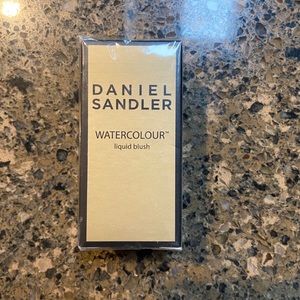 DANIEL
SANDLER
WATERCOLOUR™
liquid blush